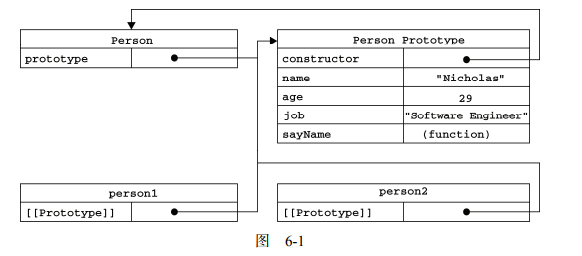 Person
prototype
Person Prototype
constructor
name "Nicholas"
age 29
job "Software Engineer"
sayName (function)
person1
[[Prototype]]
person2
[[Prototype]]
图 6-1